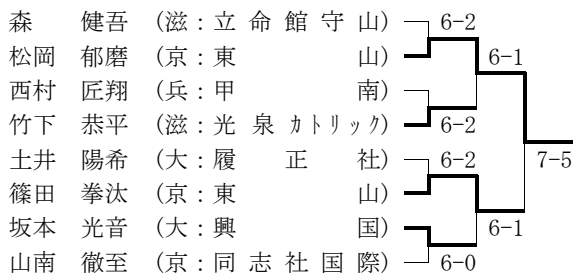 森 健吾 (滋:立命館守山) 6-2
松岡 郁磨 (京:東山) 6-1
西村 匠翔 (兵:甲南)
竹下 恭平 (滋:光泉カトリック) 6-2
7-5
土井 陽希 (大:履正社) 6-2
篠田 拳汰 (京:東山)
坂本 光音 (大:興国) 6-1
山南 徹至 (京:同志社国際) 6-0